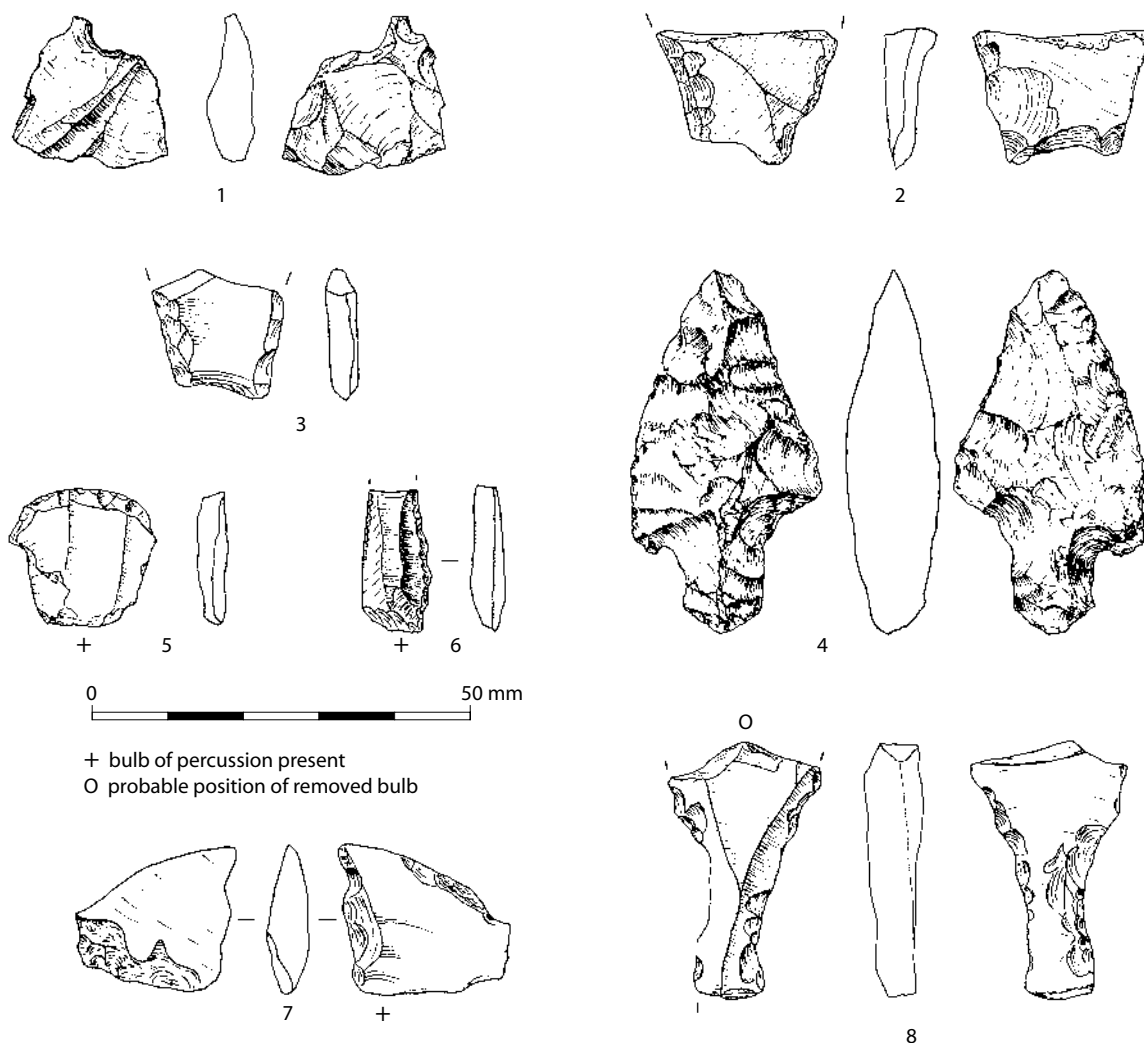 1
2
3
+ 5
+ 6
4
0 50 mm
+ bulb of percussion present
O probable position of removed bulb
O
7 +
8